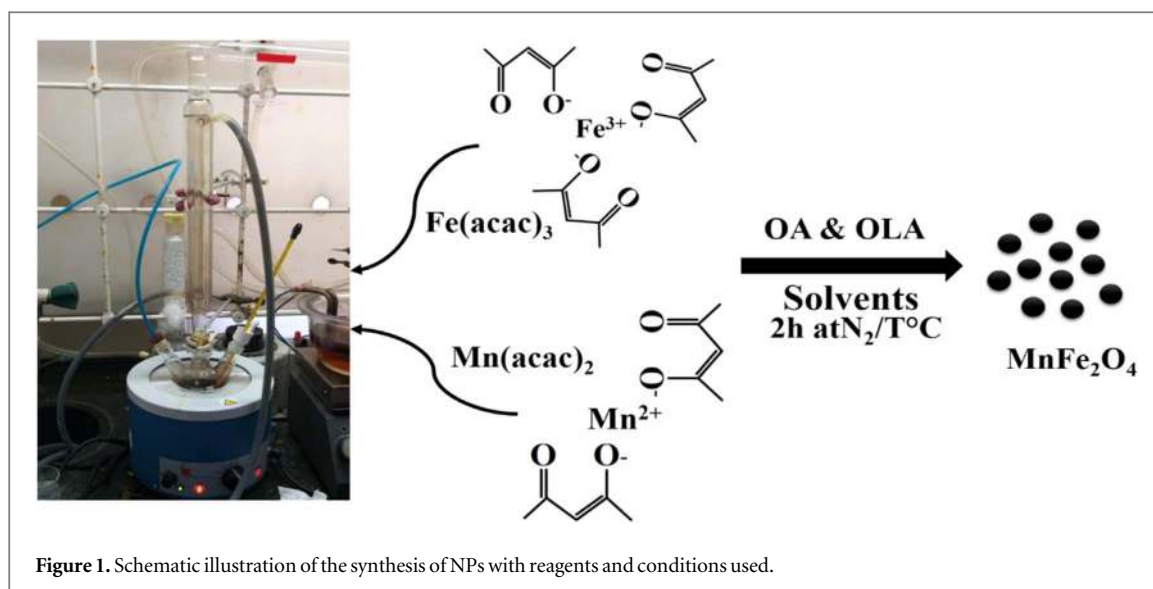 O
O-
O
O
Fe³⁺
O
O
Fe(acac)₃
OA & OLA
Solvents
2h atN₂/T°C
MnFe₂O₄
O
O
Mn(acac)₂
Mn²⁺
O
O-
Figure 1. Schematic illustration of the synthesis of NPs with reagents and conditions used.